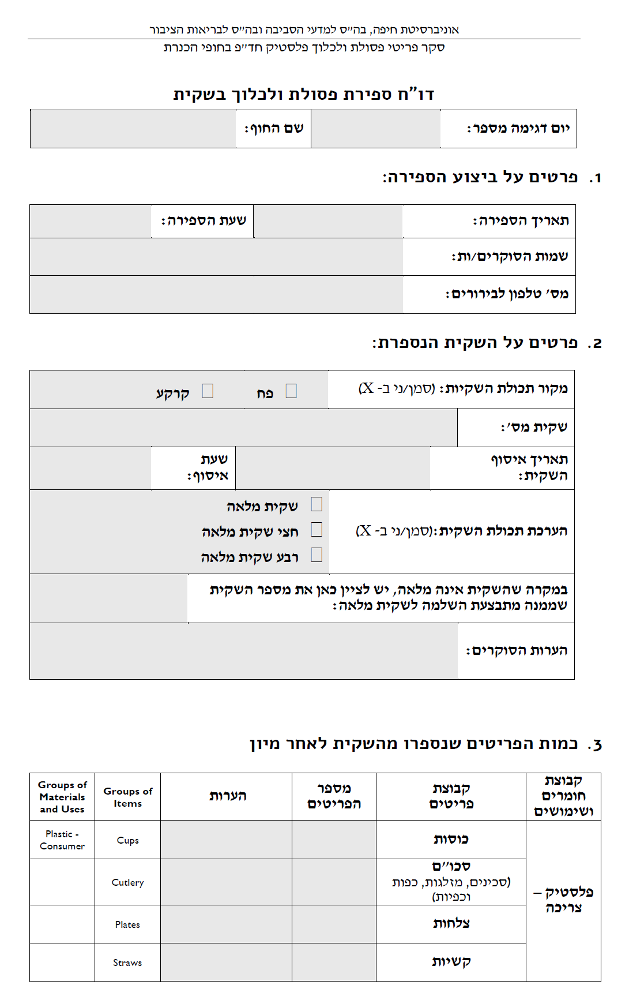 אוניברסיטת חיפה, בה"ס למדעי הסביבה ובה"ס לבריאות הציבור
סקר פריטי פסולת ולכלוך פלסטיק חד"פ בחופי הכנרת
דו"ח ספירת פסולת ולכלוך בשקית
יום דגימה מספר: שם החוף:
1. פרטים על ביצוע הספירה:
תאריך הספירה: שעת הספירה:
שמות הסוקרים/ות:
מס' טלפון לבירורים:
2. פרטים על השקית הנספרת:
מקור תכולת השקיות: (סמן/ני ב- X) פח קרקע
שקית מס':
תאריך איסוף
השקית:
שעת
איסוף:
הערכת תכולת השקית:(סמן/ני ב- X)
שקית מלאה
חצי שקית מלאה
רבע שקית מלאה
במקרה שהשקית אינה מלאה, יש לציין כאן את מספר השקית
שממנה מתבצעת השלמה לשקית מלאה:
הערות הסוקרים:
3. כמות הפריטים שנספרו מהשקית לאחר מיון
קבוצת
חומרים
ושימושים
קבוצת
פריטים
מספר
הפריטים
הערות
Groups of
Items
Groups of
Materials
and Uses
פלסטיק –
צריכה
כוסות
Cups
Plastic -
Consumer
סכו"ם
(סכינים, מזלגות, כפות
וכפיות)
Cutlery
צלחות
Plates
קשיות
Straws